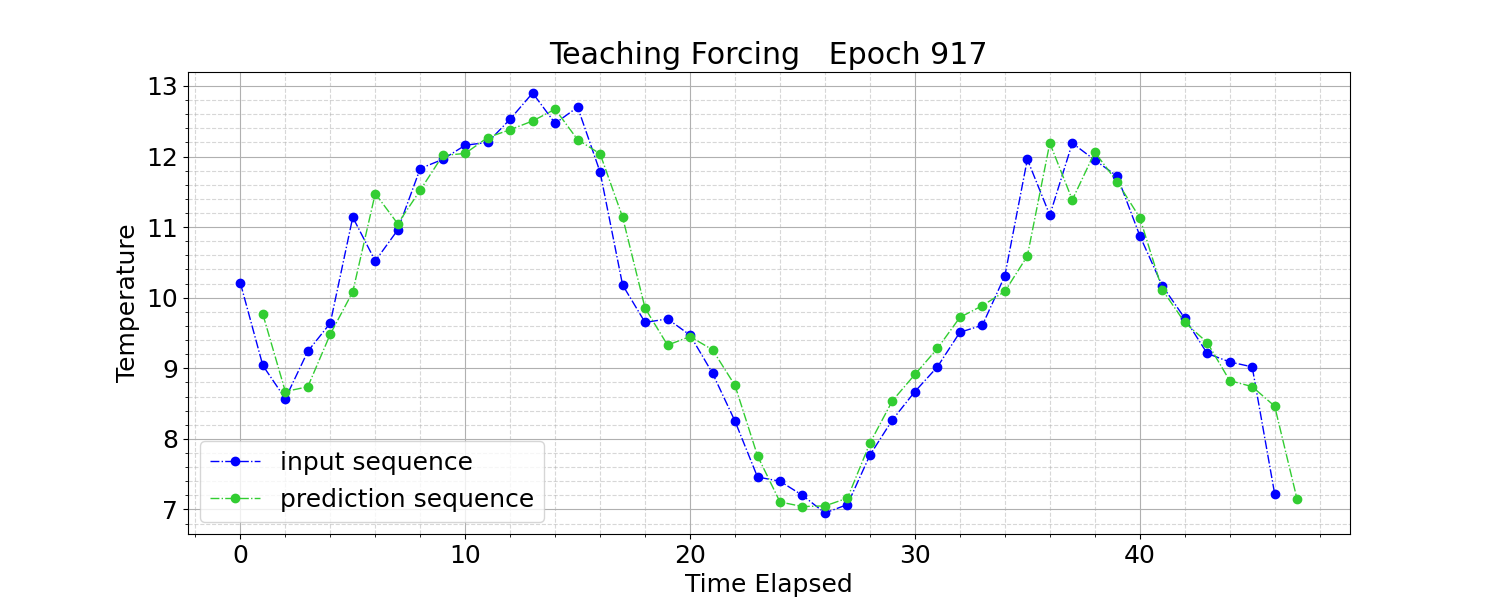 Teaching Forcing   Epoch 917
13
12
11
10
9
8
7
Temperature
input sequence
prediction sequence
0 10 20 30 40
Time Elapsed